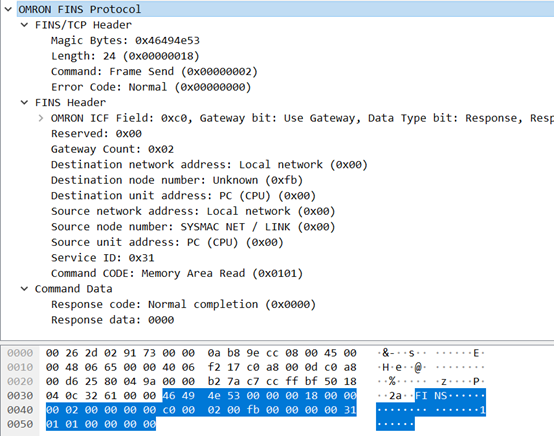 OMRON FINS Protocol
FINS/TCP Header
Magic Bytes: 0x46494e53
Length: 24 (0x00000018)
Command: Frame Send (0x00000002)
Error Code: Normal (0x00000000)
FINS Header
OMRON ICF Field: 0xc0, Gateway bit: Use Gateway, Data Type bit: Response, Resp
Reserved: 0x00
Gateway Count: 0x02
Destination network address: Local network (0x00)
Destination node number: Unknown (0xfb)
Destination unit address: PC (CPU) (0x00)
Source network address: Local network (0x00)
Source node number: SYSMAC NET / LINK (0x00)
Source unit address: PC (CPU) (0x00)
Service ID: 0x31
Command CODE: Memory Area Read (0x0101)
Command Data
Response code: Normal completion (0x0000)
Response data: 0000
0000 00 26 2d 02 91 73 00 00 0a b8 9e cc 08 00 45 00 ·&-··s·· ······E·
0010 00 48 06 65 00 00 40 06 f2 17 c0 a8 00 0d c0 a8 ·H·e··@· ········
0020 00 d6 25 80 04 9a 00 00 b2 7a c7 cc ff bf 50 18 ··%····· ·z····P·
0030 04 0c 32 61 00 00 46 49 4e 53 00 00 00 18 00 00 ··2a··FI NS······
0040 00 02 00 00 00 00 c0 00 02 00 fb 00 00 00 00 31 ········ ·······1
0050 01 01 00 00 00 00 ······